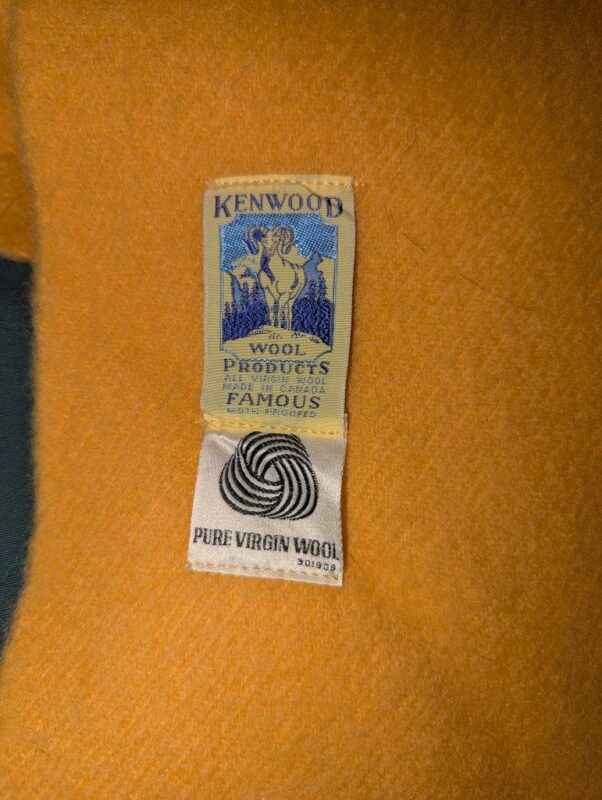 KENWOOD
WOOL
PRODUCTS
ALL VIRGIN WOOL
MADE IN CANADA
FAMOUS
MOTH-PROOFED
PURE VIRGIN WOOL
301909